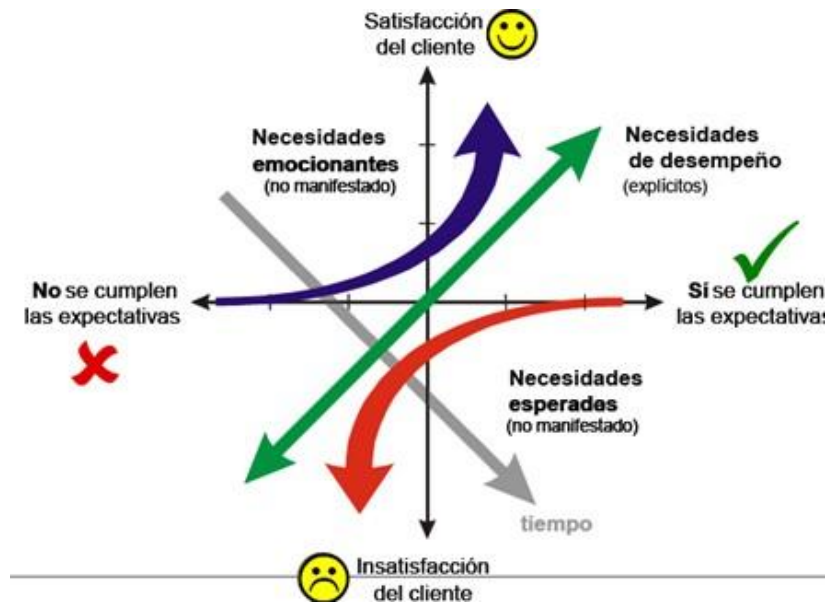 Satisfacción
del cliente
Necesidades
emocionantes
(no manifestado)
Necesidades
de desempeño
(explícitos)
No se cumplen
las expectativas
Sí se cumplen
las expectativas
Necesidades
esperadas
(no manifestado)
tiempo
Insatisfacción
del cliente